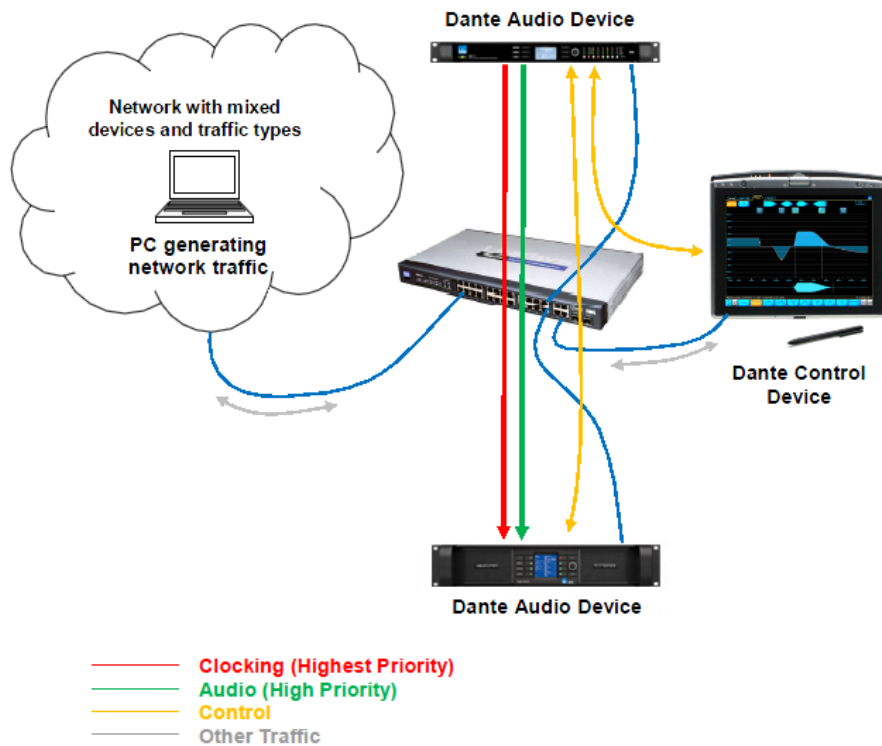 Dante Audio Device
Network with mixed
devices and traffic types
PC generating
network traffic
Dante Control
Device
Dante Audio Device
Clocking (Highest Priority)
Audio (High Priority)
Control
Other Traffic